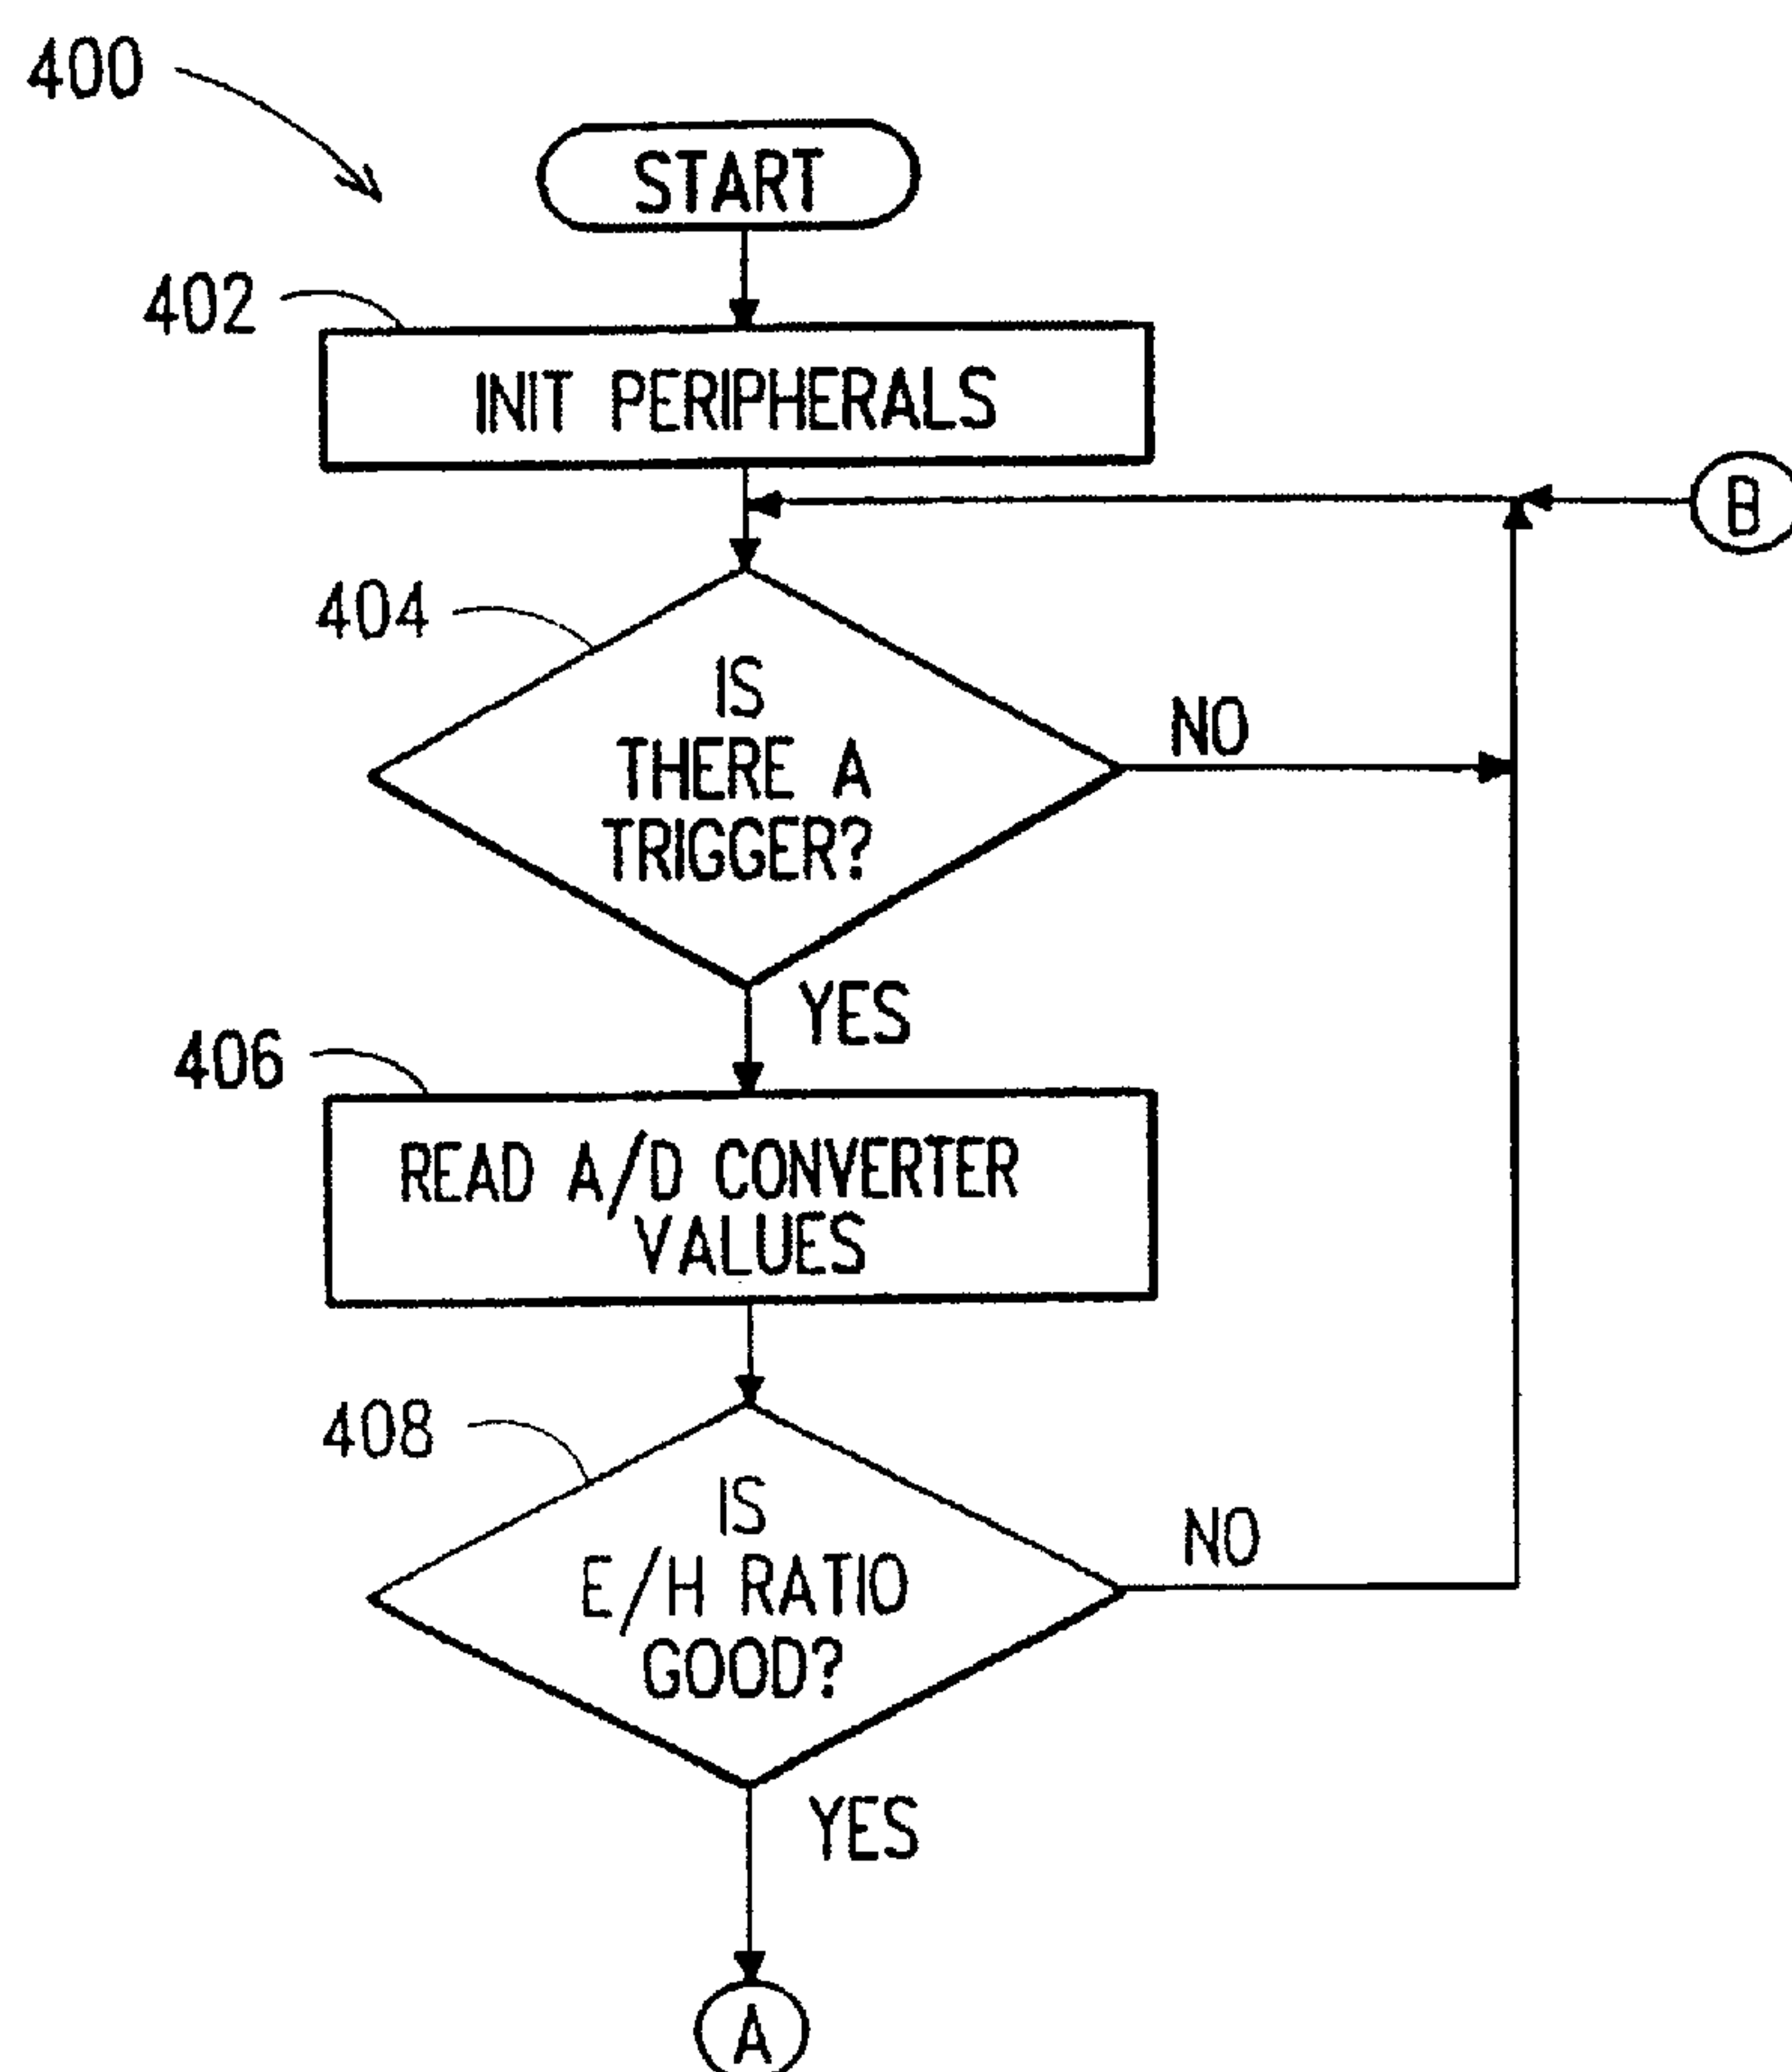 400
START
402
INIT PERIPHERALS
B
404
IS
THERE A
TRIGGER?
NO
YES
406
READ A/D CONVERTER
VALUES
408
IS
E/H RATIO
GOOD?
NO
YES
A